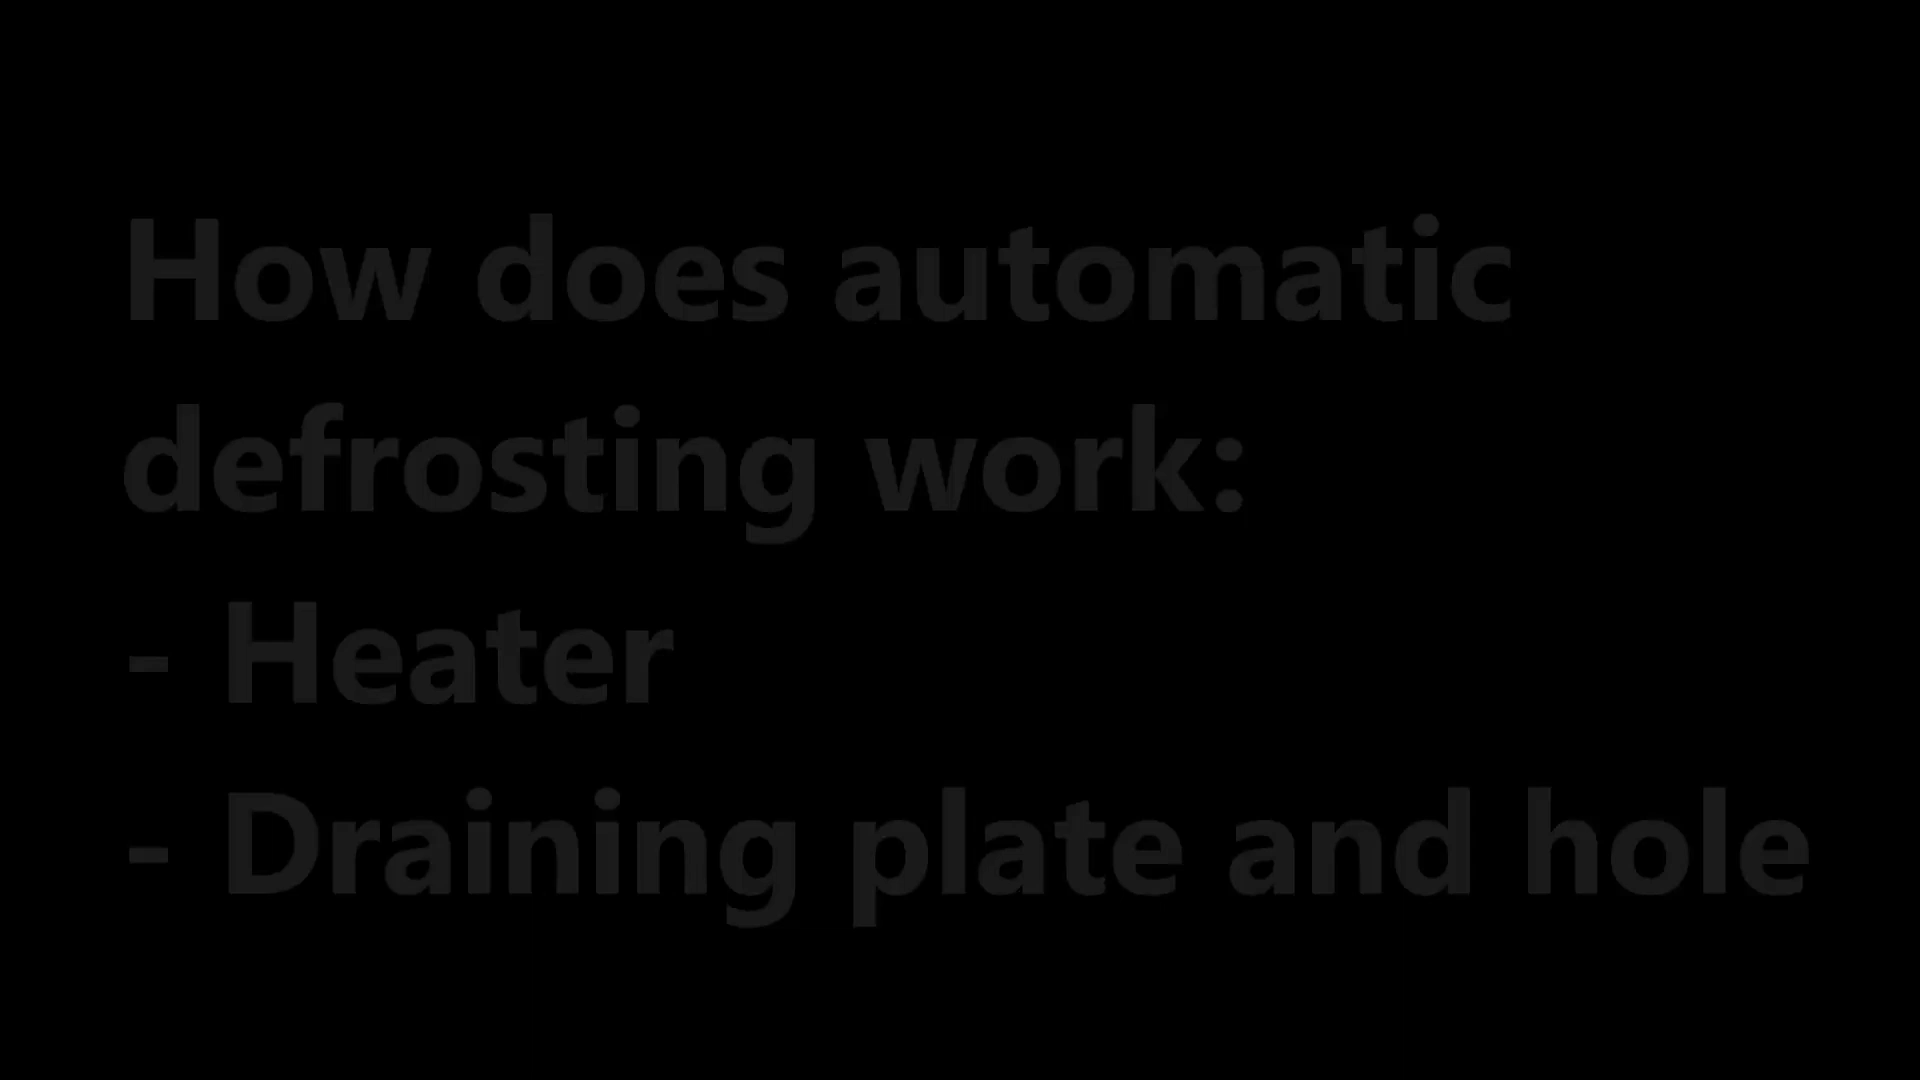 How does automatic
defrosting work:
- Heater
- Draining plate and hole